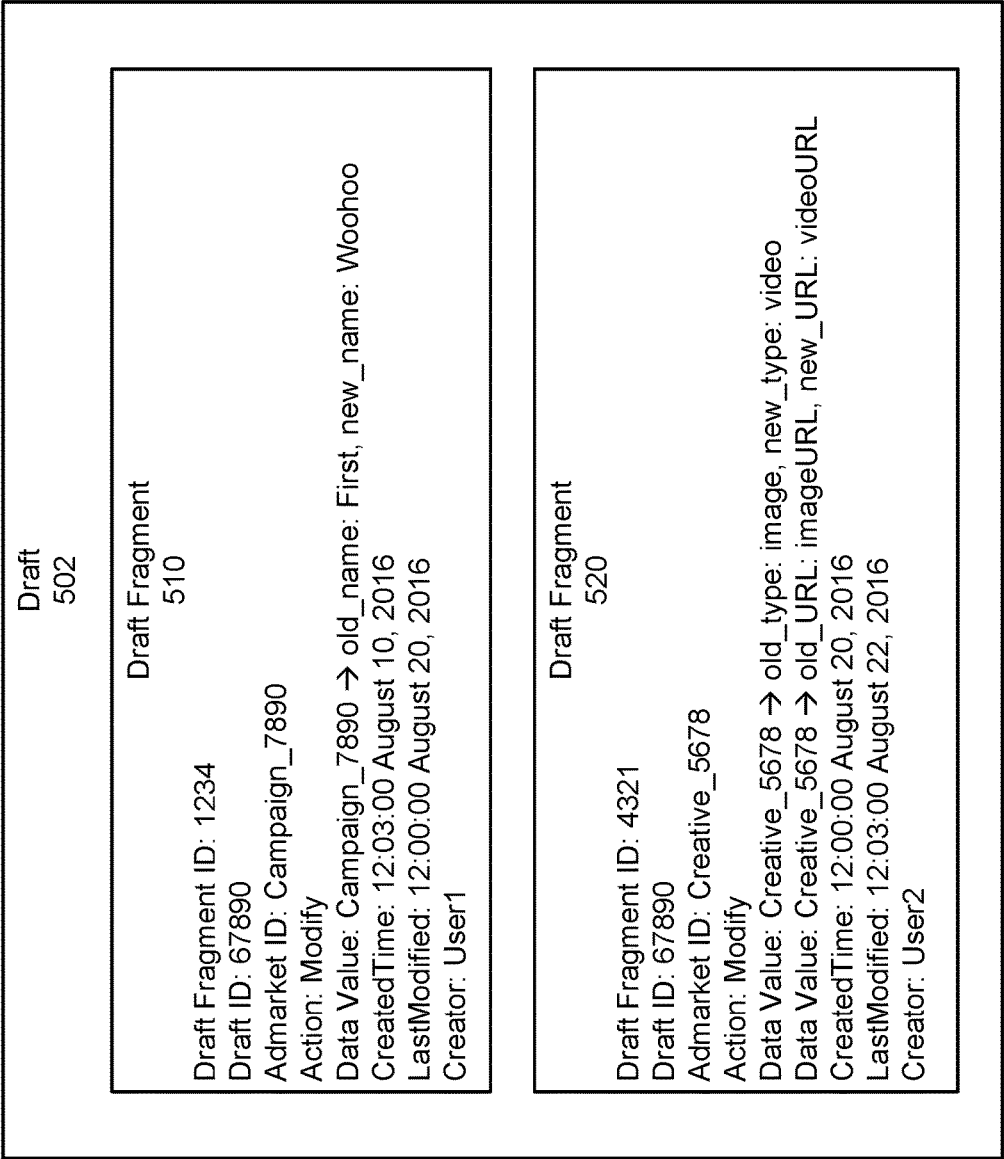 Draft
502
Draft Fragment
510
Draft Fragment ID: 1234
Draft ID: 67890
Admarket ID: Campaign_7890
Action: Modify
Data Value: Campaign_7890 → old_name: First, new_name: Woohoo
CreatedTime: 12:03:00 August 10, 2016
LastModified: 12:00:00 August 20, 2016
Creator: User1
Draft Fragment
520
Draft Fragment ID: 4321
Draft ID: 67890
Admarket ID: Creative_5678
Action: Modify
Data Value: Creative_5678 → old_type: image, new_type: video
Data Value: Creative_5678 → old_URL: imageURL, new_URL: videoURL
CreatedTime: 12:00:00 August 20, 2016
LastModified: 12:03:00 August 22, 2016
Creator: User2